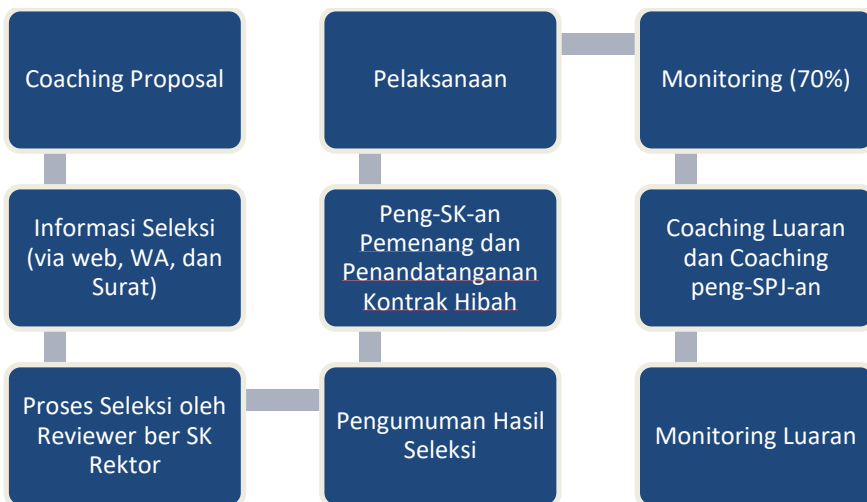 Coaching Proposal
Informasi Seleksi
(via web, WA, dan
Surat)
Proses Seleksi oleh
Reviewer ber SK
Rektor
Pengumuman Hasil
Seleksi
Peng-SK-an
Pemenang dan
Penandatanganan
Kontrak Hibah
Pelaksanaan
Monitoring (70%)
Coaching Luaran
dan Coaching
peng-SPJ-an
Monitoring Luaran